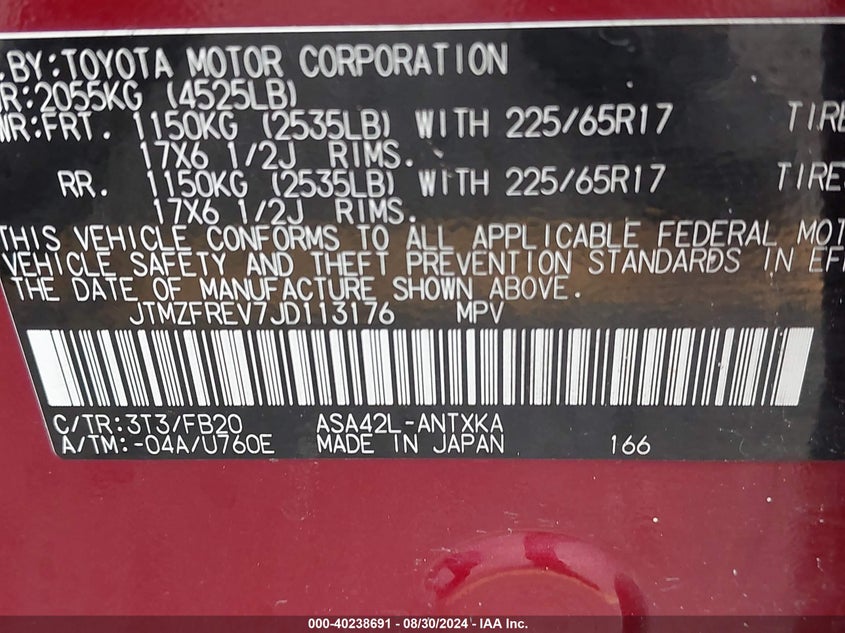 .BY:TOYOTA MOTOR CORPORATION
R:2055KG (4525LB)
WR:FRT. 1150KG (2535LB) WITH 225/65R17 TIRE
17X6 1/2J RIMS.
RR. 1150KG (2535LB) WITH 225/65R17 TIRE
17X6 1/2J RIMS.
THIS VEHICLE CONFORMS TO ALL APPLICABLE FEDERAL MOT
VEHICLE SAFETY AND THEFT PREVENTION STANDARDS IN EFF
THE DATE OF MANUFACTURE SHOWN ABOVE.
JTMZFREV7JD113176 MPV
C/TR:3T3/FB20 ASA42L-ANTXKA
A/TM:-04A/U760E MADE IN JAPAN 166
000-40238691 - 08/30/2024 - IAA Inc.